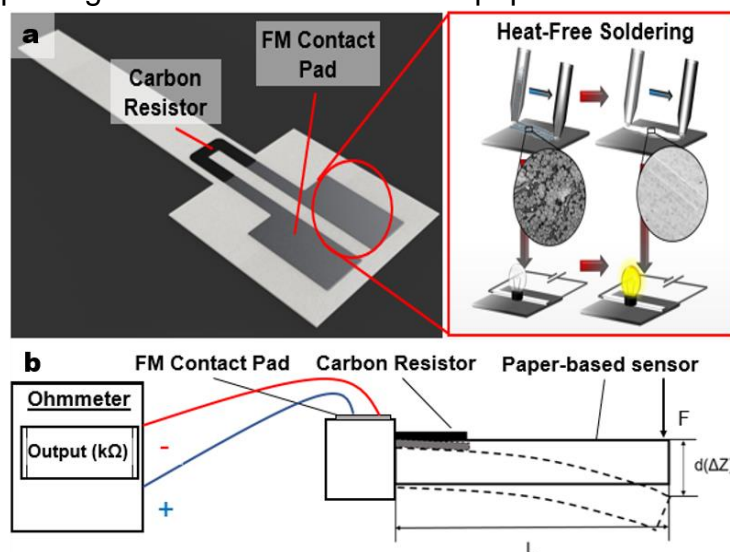 a
FM Contact
Pad
Carbon
Resistor
Heat-Free Soldering
b
FM Contact Pad
Carbon Resistor
Paper-based sensor
Ohmmeter
Output (kΩ)
-
+
F
d(ΔZ)